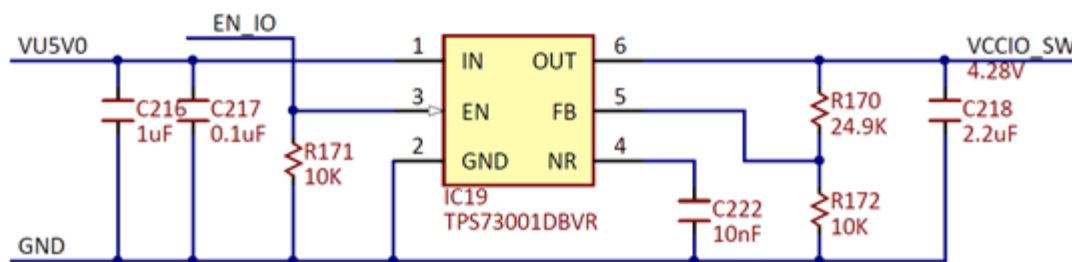 EN_IO
VU5V0
1
IN
OUT
6
VCCIO_SW
4.28V
C216
1uF
C217
0.1uF
3
EN
FB
5
R170
24.9K
C218
2.2uF
R171
10K
2
GND
NR
4
IC19
TPS73001DBVR
C222
10nF
R172
10K
GND